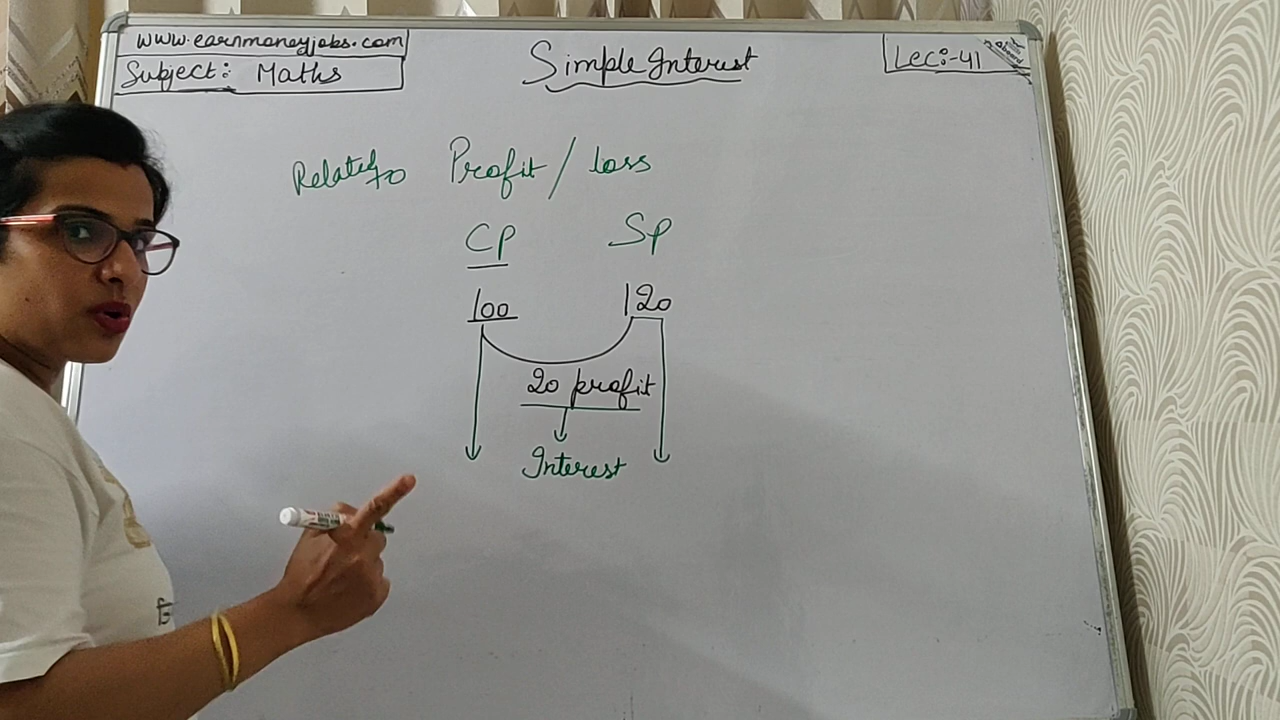 www.earnmoneyjobs.com
Subject: Maths
Simple Interest
Lec:-41
Related to Profit / loss
CP SP
100 120
20 profit
Interest